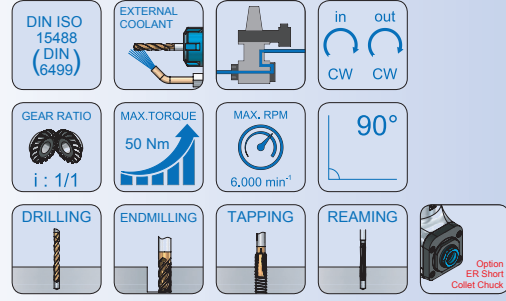 DIN ISO
15488
(DIN
6499)
EXTERNAL
COOLANT
in out
CW CW
GEAR RATIO
i : 1/1
MAX.TORQUE
50 Nm
MAX. RPM
6.000 min⁻¹
90°
DRILLING
ENDMILLING
TAPPING
REAMING
Option
ER Short
Collet Chuck